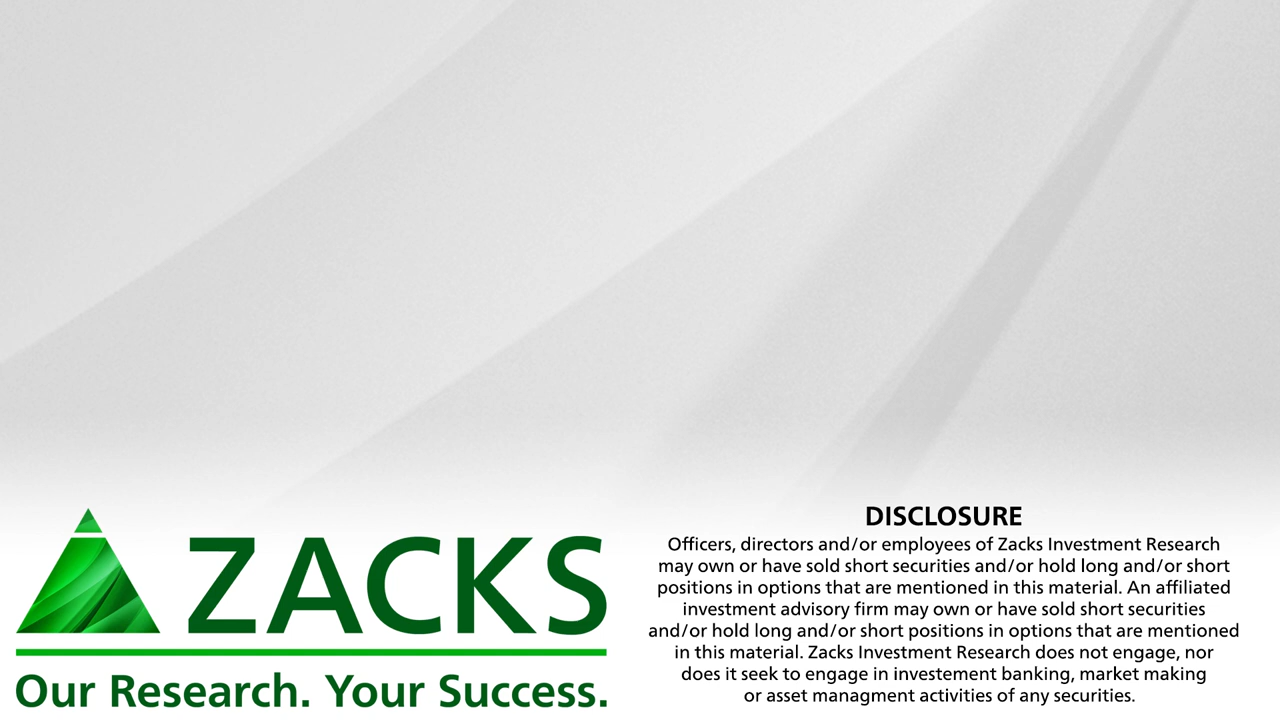 ZACKS
Our Research. Your Success.
DISCLOSURE
Officers, directors and/or employees of Zacks Investment Research
may own or have sold short securities and/or hold long and/or short
positions in options that are mentioned in this material. An affiliated
investment advisory firm may own or have sold short securities
and/or hold long and/or short positions in options that are mentioned
in this material. Zacks Investment Research does not engage, nor
does it seek to engage in investement banking, market making
or asset managment activities of any securities.